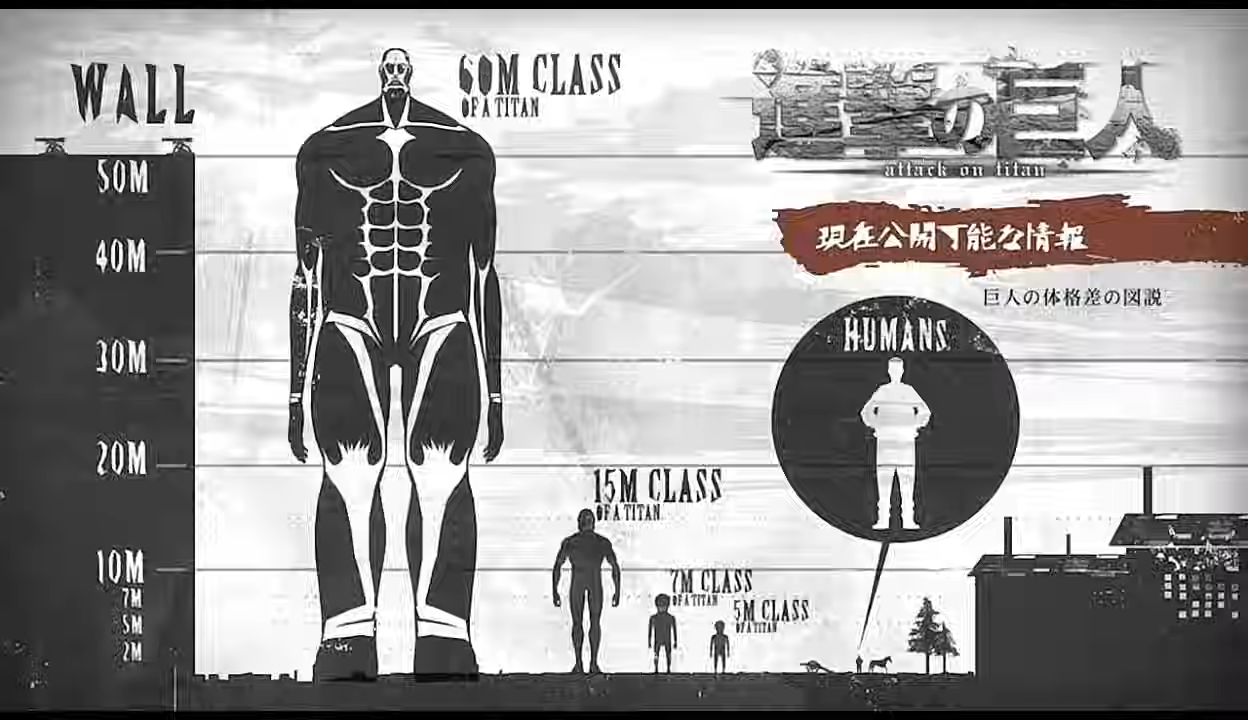 WALL
50M
40M
30M
20M
10M
7M
5M
2M
60M CLASS
OF A TITAN
15M CLASS
OF A TITAN
7M CLASS
OF A TITAN
5M CLASS
OF A TITAN
進撃の巨人
attack on titan
現在公開可能な情報
巨人の体格差の図説
HUMANS